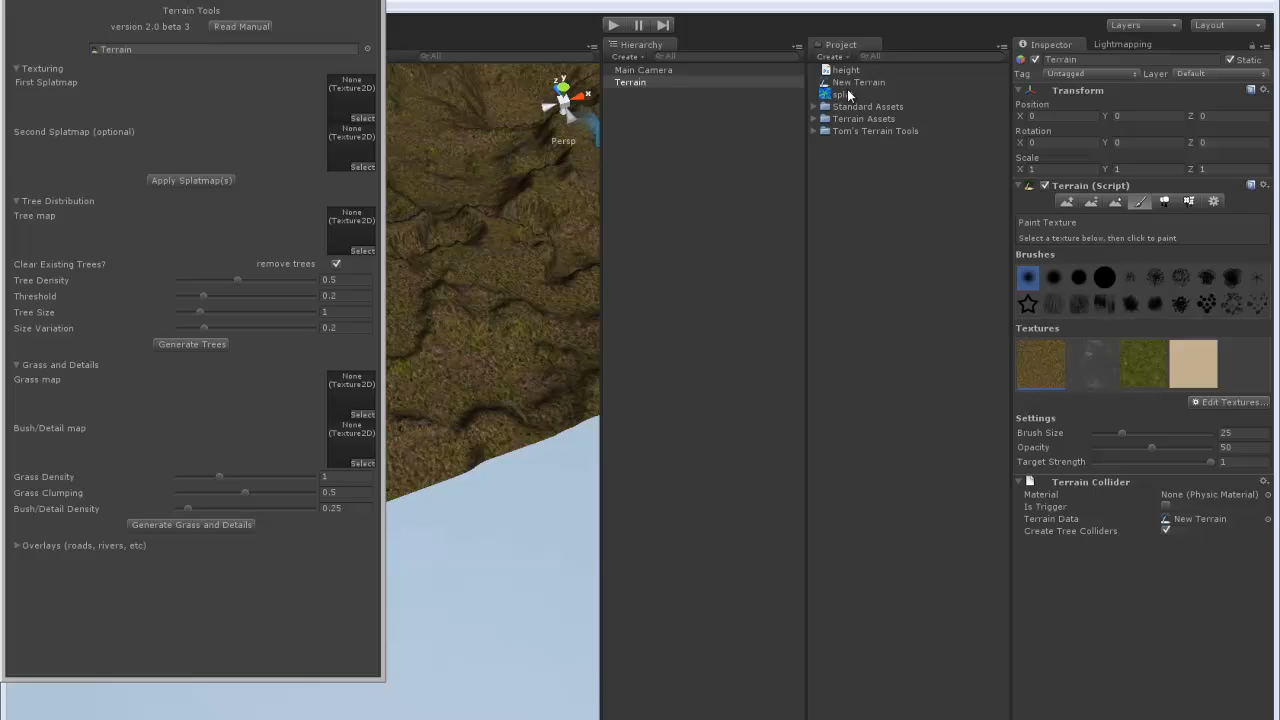 Terrain Tools
version 2.0 beta 3 Read Manual
Terrain
Texturing
First Splatmap
None
(Texture2D)
Select
Second Splatmap (optional)
None
(Texture2D)
Select
Apply Splatmap(s)
Tree Distribution
Tree map
None
(Texture2D)
Select
Clear Existing Trees? remove trees
Tree Density 0.5
Threshold 0.2
Tree Size 1
Size Variation 0.2
Generate Trees
Grass and Details
Grass map
None
(Texture2D)
Select
Bush/Detail map
None
(Texture2D)
Select
Grass Density 1
Grass Clumping 0.5
Bush/Detail Density 0.25
Generate Grass and Details
Overlays (roads, rivers, etc)
All
y
z
x
Persp
Hierarchy
Create All
Main Camera
Terrain
Project
Create All
height
New Terrain
Standard Assets
Terrain Assets
Tom's Terrain Tools
Layers Layout
Inspector Lightmapping
Terrain Static
Tag Untagged Layer Default
Transform
Position
X 0 Y 0 Z 0
Rotation
X 0 Y 0 Z 0
Scale
X 1 Y 1 Z 1
Terrain (Script)
Paint Texture
Select a texture below, then click to paint
Brushes
Textures
Edit Textures...
Settings
Brush Size 25
Opacity 50
Target Strength 1
Terrain Collider
Material None (Physic Material)
Is Trigger
Terrain Data New Terrain
Create Tree Colliders